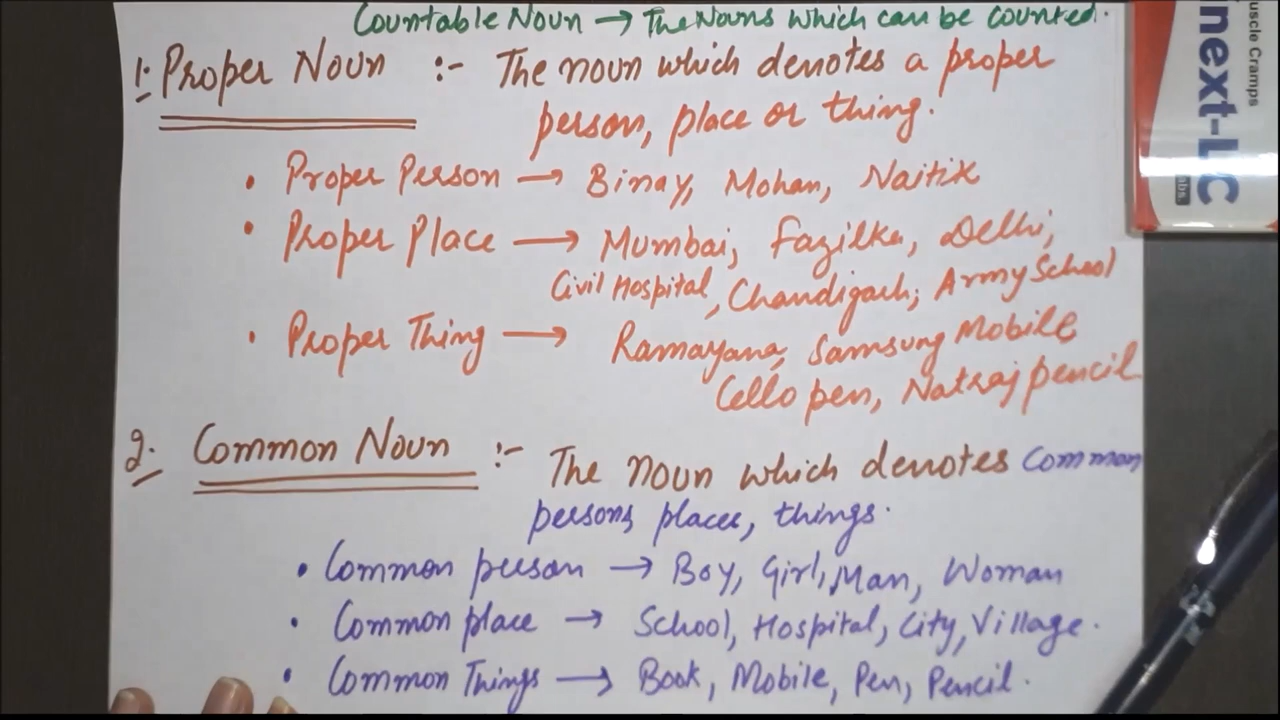 Countable Noun → The Nouns which can be counted.
1. Proper Noun :- The noun which denotes a proper
person, place or thing.
• Proper Person → Binay, Mohan, Naitik
• Proper Place → Mumbai, Fazilka, Delhi,
Civil Hospital, Chandigarh, Army School
• Proper Thing → Ramayana, Samsung Mobile
Cello pen, Natraj pencil
2. Common Noun :- The noun which denotes common
persons, places, things.
• Common person → Boy, Girl, Man, Woman
• Common place → School, Hospital, City, Village.
• Common Things → Book, Mobile, Pen, Pencil.
uscle Cramps
abs.